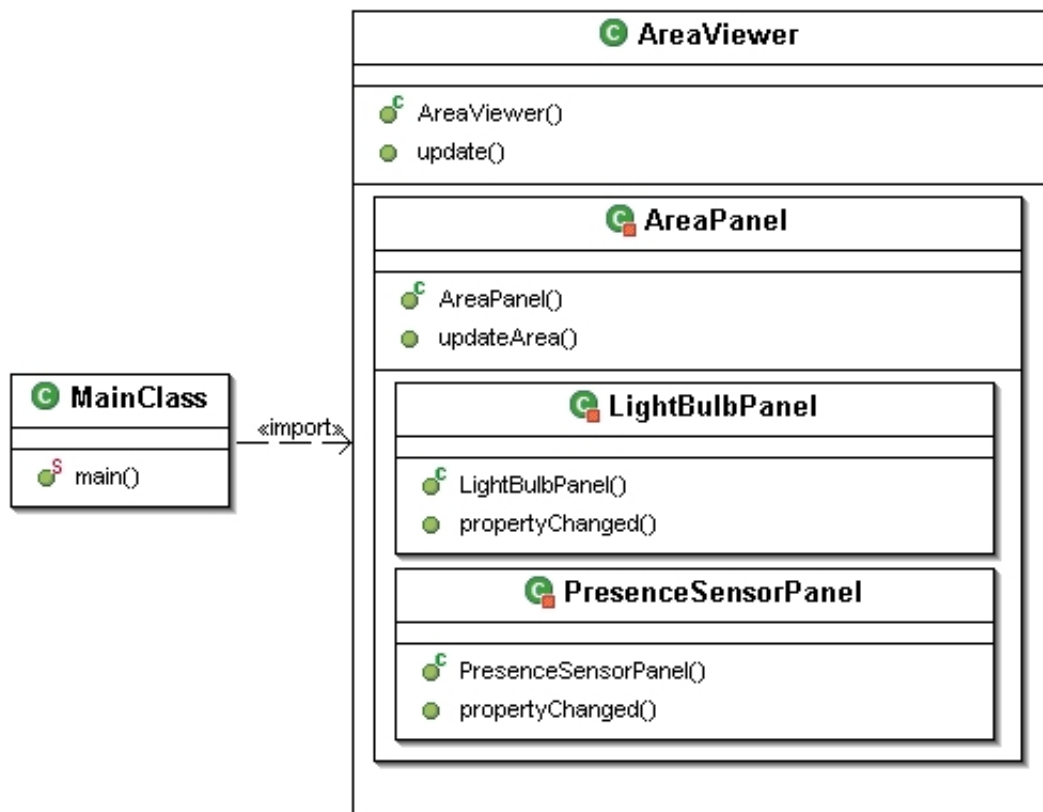 AreaViewer
AreaViewer()
update()
AreaPanel
AreaPanel()
updateArea()
MainClass
main()
«import»
LightBulbPanel
LightBulbPanel()
propertyChanged()
PresenceSensorPanel
PresenceSensorPanel()
propertyChanged()